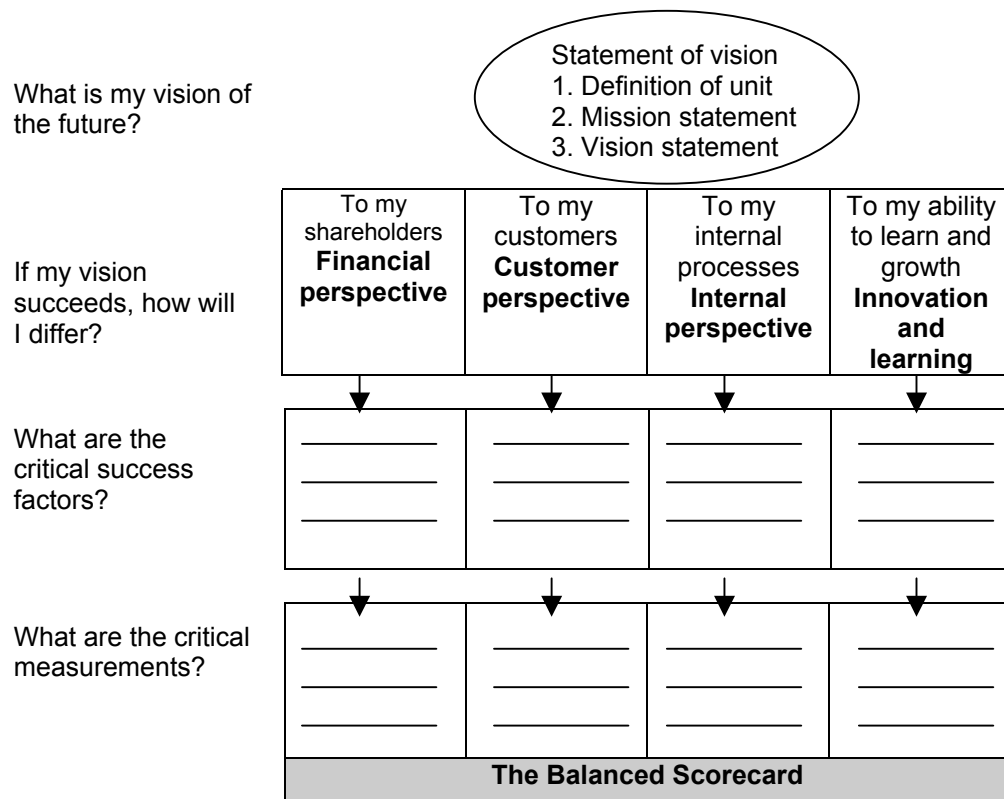 What is my vision of
the future?
Statement of vision
1. Definition of unit
2. Mission statement
3. Vision statement
If my vision
succeeds, how will
I differ?
To my
shareholders
Financial
perspective
To my
customers
Customer
perspective
To my
internal
processes
Internal
perspective
To my ability
to learn and
growth
Innovation
and
learning
What are the
critical success
factors?
What are the critical
measurements?
The Balanced Scorecard